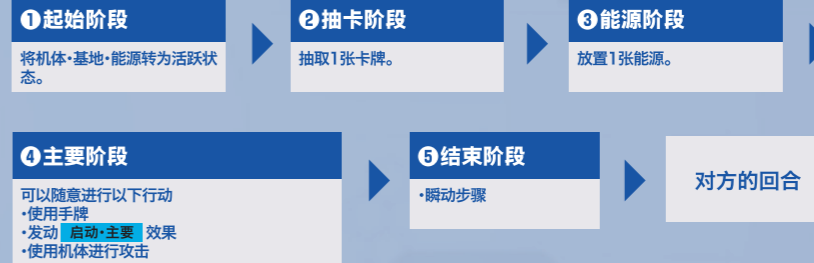 ❶起始阶段
将机体·基地·能源转为活跃状
态。
❷抽卡阶段
抽取1张卡牌。
❸能源阶段
放置1张能源。
❹主要阶段
可以随意进行以下行动
·使用手牌
·发动 启动·主要 效果
·使用机体进行攻击
❺结束阶段
·瞬动步骤
对方的回合